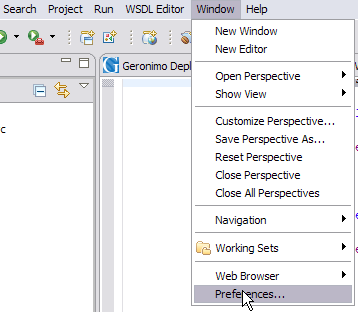 Search Project Run WSDL Editor Window Help
New Window
New Editor
Geronimo Depl
Open Perspective
Show View
Customize Perspective...
Save Perspective As...
Reset Perspective
Close Perspective
Close All Perspectives
Navigation
Working Sets
Web Browser
Preferences...